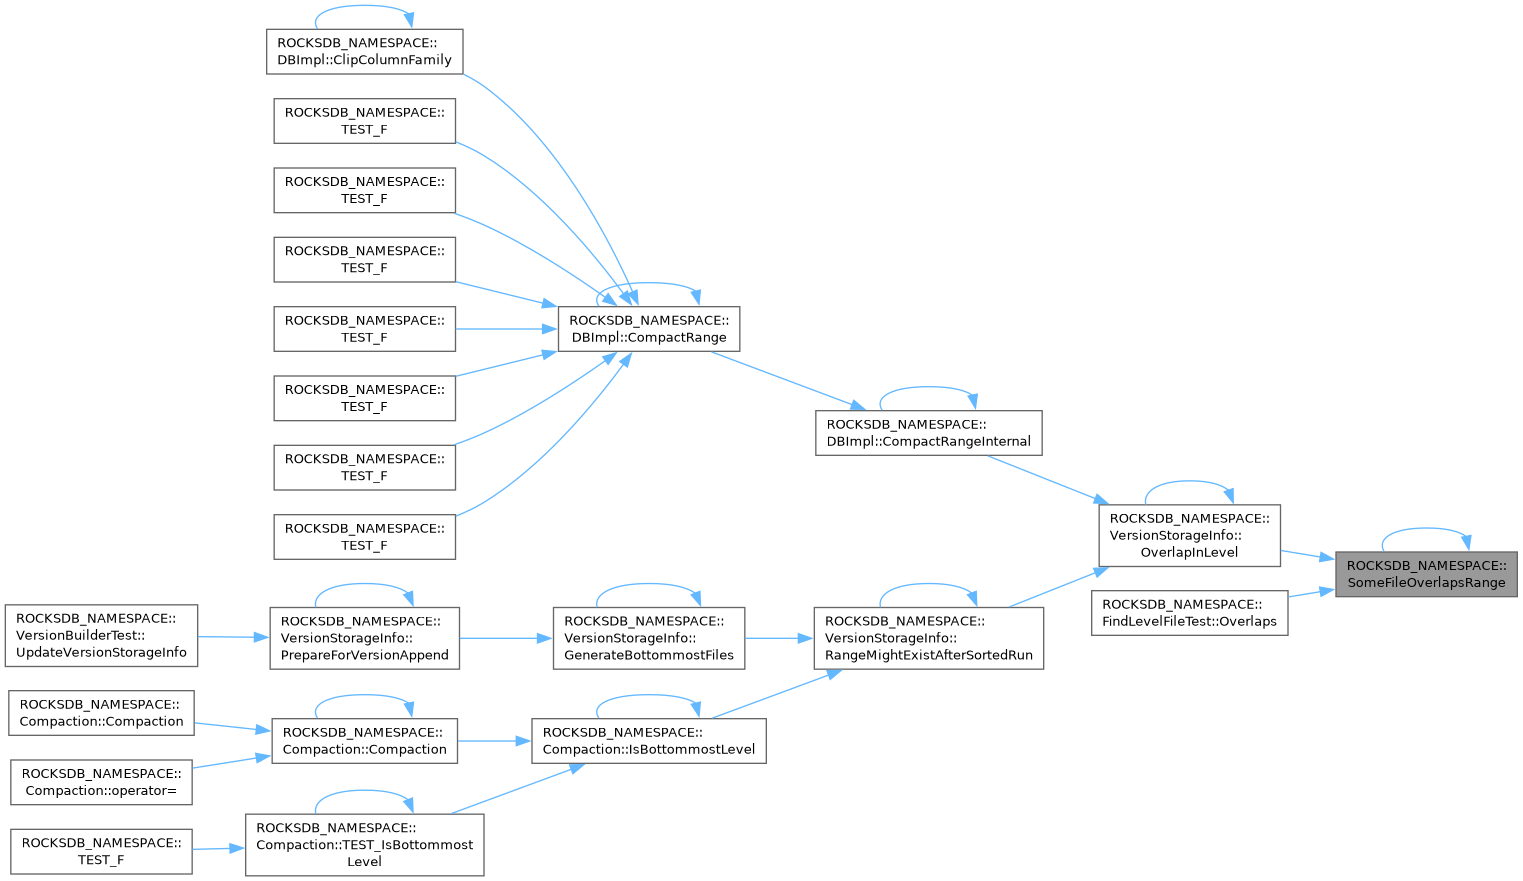 ROCKSDB_NAMESPACE::
DBImpl::ClipColumnFamily
ROCKSDB_NAMESPACE::
TEST_F
ROCKSDB_NAMESPACE::
TEST_F
ROCKSDB_NAMESPACE::
TEST_F
ROCKSDB_NAMESPACE::
TEST_F
ROCKSDB_NAMESPACE::
DBImpl::CompactRange
ROCKSDB_NAMESPACE::
TEST_F
ROCKSDB_NAMESPACE::
DBImpl::CompactRangeInternal
ROCKSDB_NAMESPACE::
TEST_F
ROCKSDB_NAMESPACE::
TEST_F
ROCKSDB_NAMESPACE::
VersionStorageInfo::
OverlapInLevel
ROCKSDB_NAMESPACE::
SomeFileOverlapsRange
ROCKSDB_NAMESPACE::
FindLevelFileTest::Overlaps
ROCKSDB_NAMESPACE::
VersionBuilderTest::
UpdateVersionStorageInfo
ROCKSDB_NAMESPACE::
VersionStorageInfo::
PrepareForVersionAppend
ROCKSDB_NAMESPACE::
VersionStorageInfo::
GenerateBottommostFiles
ROCKSDB_NAMESPACE::
VersionStorageInfo::
RangeMightExistAfterSortedRun
ROCKSDB_NAMESPACE::
Compaction::Compaction
ROCKSDB_NAMESPACE::
Compaction::Compaction
ROCKSDB_NAMESPACE::
Compaction::IsBottommostLevel
ROCKSDB_NAMESPACE::
Compaction::operator=
ROCKSDB_NAMESPACE::
Compaction::TEST_IsBottommost
Level
ROCKSDB_NAMESPACE::
TEST_F